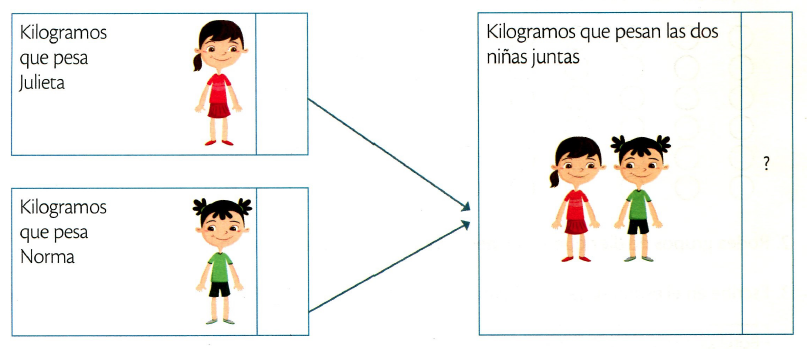 Kilogramos
que pesa
Julieta
Kilogramos
que pesa
Norma
Kilogramos que pesan las dos
niñas juntas
?